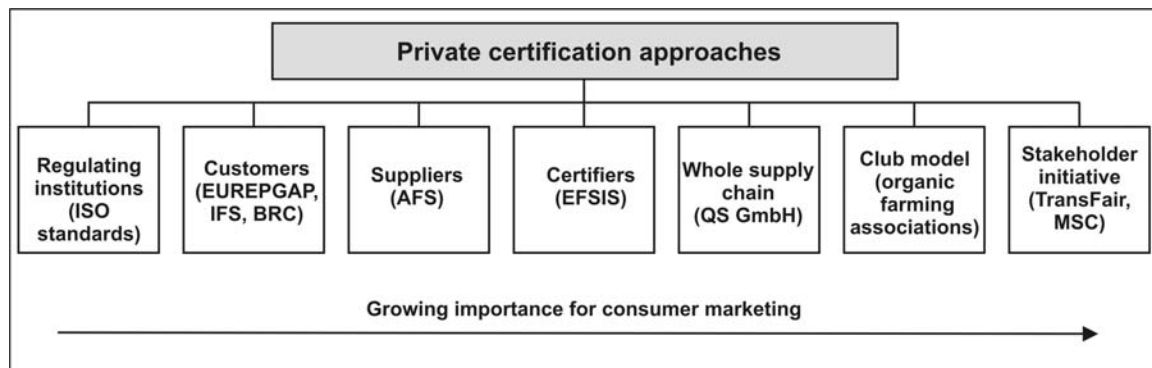 Private certification approaches
Regulating
institutions
(ISO
standards)
Customers
(EUREPGAP,
IFS, BRC)
Suppliers
(AFS)
Certifiers
(EFSIS)
Whole supply
chain
(QS GmbH)
Club model
(organic
farming
associations)
Stakeholder
initiative
(TransFair,
MSC)
Growing importance for consumer marketing